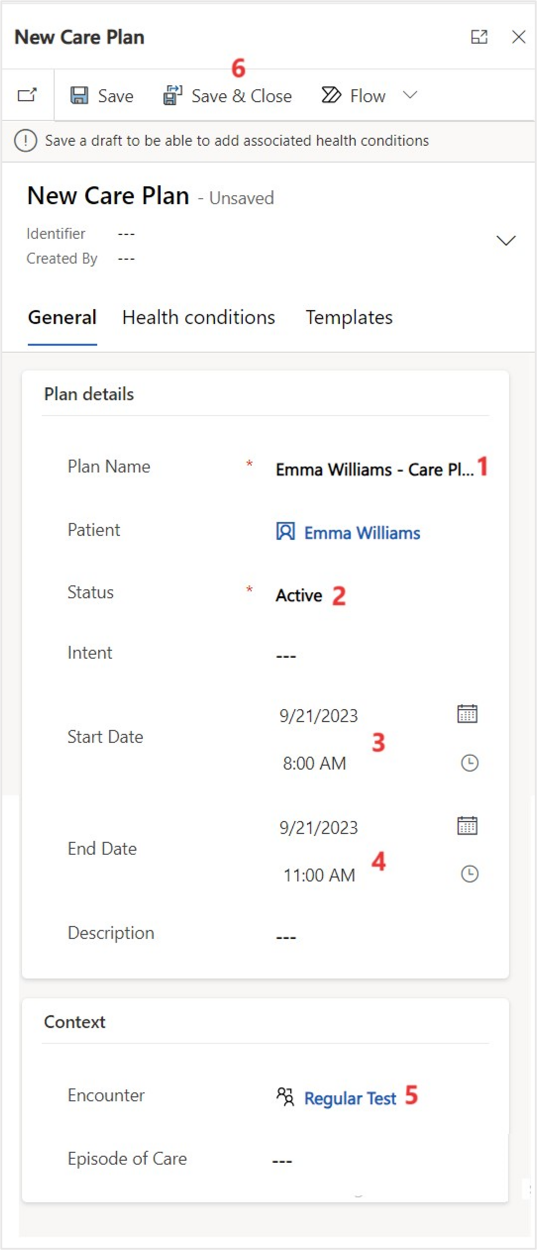 New Care Plan
6
Save Save & Close Flow
Save a draft to be able to add associated health conditions
New Care Plan - Unsaved
Identifier ---
Created By ---
General Health conditions Templates
Plan details
Plan Name * Emma Williams - Care Pl... 1
Patient Emma Williams
Status * Active 2
Intent ---
9/21/2023
Start Date 3
8:00 AM
9/21/2023
End Date 4
11:00 AM
Description ---
Context
Encounter Regular Test 5
Episode of Care ---